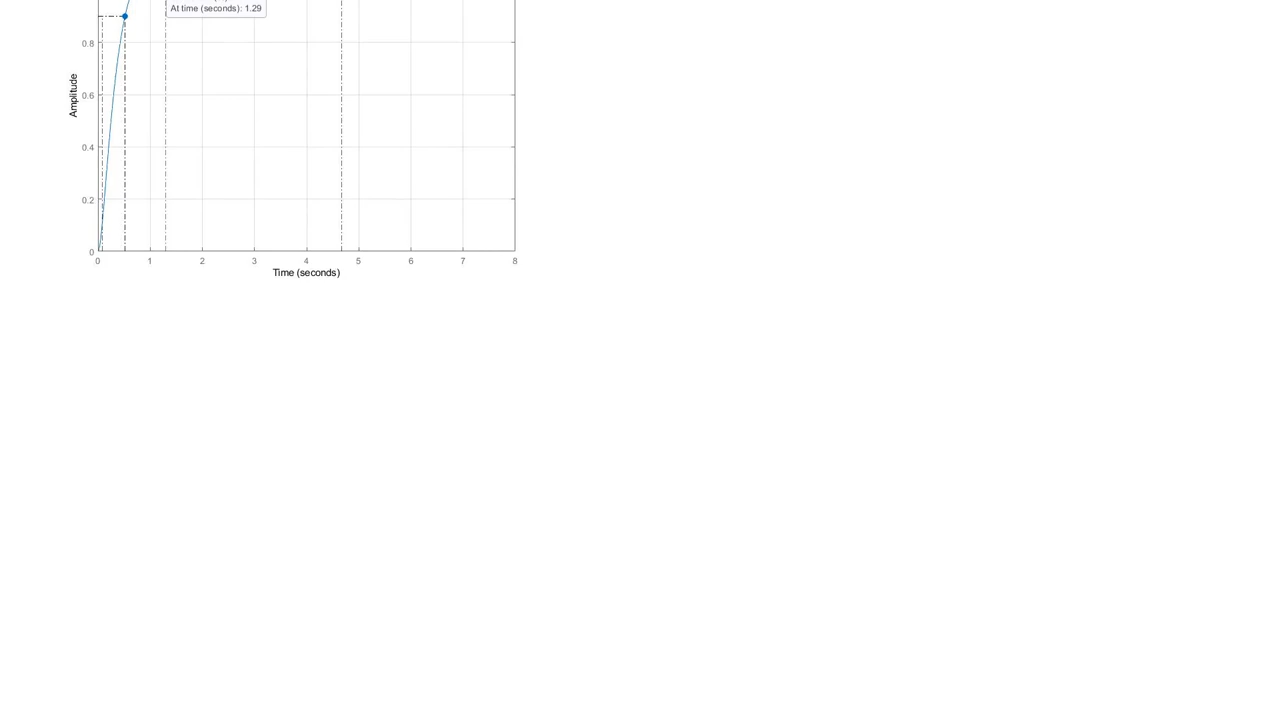 At time (seconds): 1.29
0.8
0.6
0.4
0.2
0
Amplitude
0 1 2 3 4 5 6 7 8
Time (seconds)